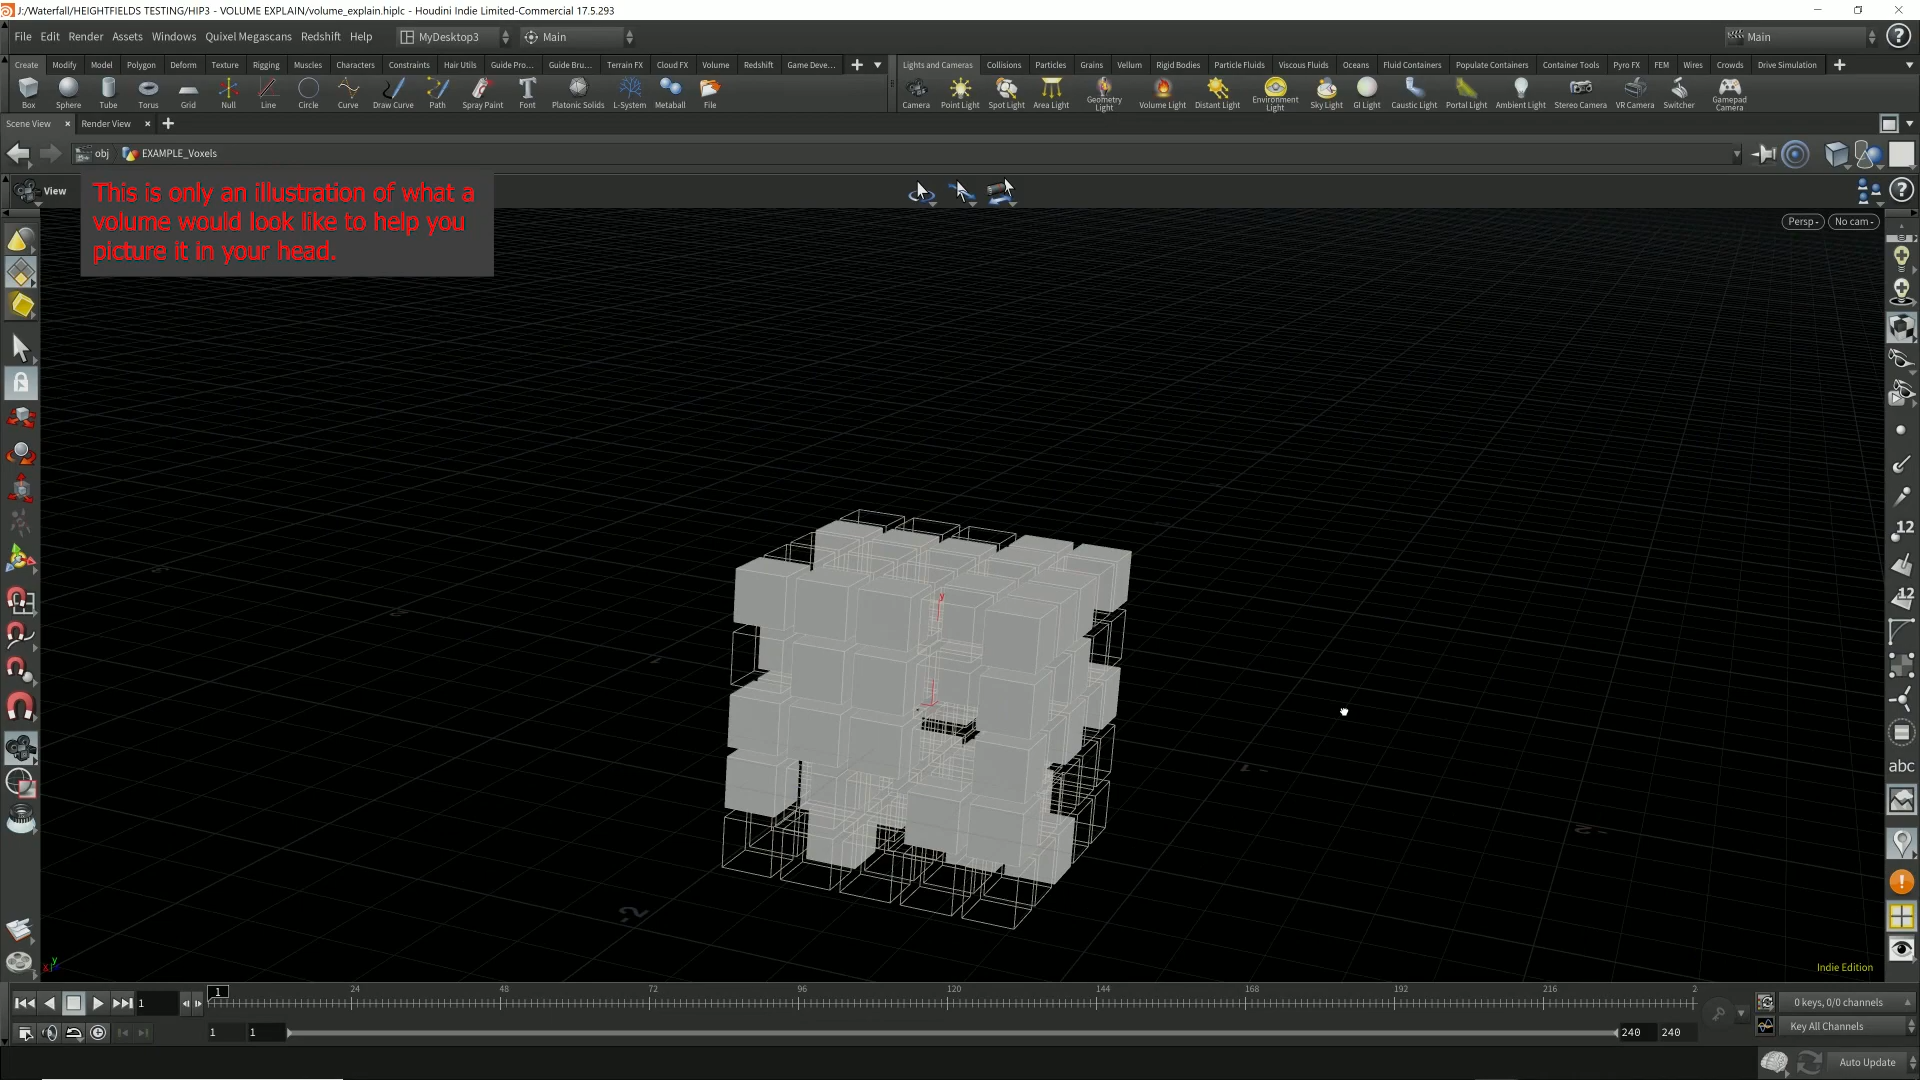 J:/Waterfall/HEIGHTFIELDS TESTING/HIP3 - VOLUME EXPLAIN/volume_explain.hiplc - Houdini Indie Limited-Commercial 17.5.293
File Edit Render Assets Windows Quixel Megascans Redshift Help MyDesktop3 Main Main
Create Modify Model Polygon Deform Texture Rigging Muscles Characters Constraints Hair Utils Guide Pro... Guide Bru... Terrain FX Cloud FX Volume Redshift Game Deve...
Lights and Cameras Collisions Particles Grains Vellum Rigid Bodies Particle Fluids Viscous Fluids Oceans Fluid Containers Populate Containers Container Tools Pyro FX FEM Wires Crowds Drive Simulation
Box Sphere Tube Torus Grid Null Line Circle Curve Draw Curve Path Spray Paint Font Platonic Solids L-System Metaball File
Camera Point Light Spot Light Area Light Geometry Light Volume Light Distant Light Environment Light Sky Light GI Light Caustic Light Portal Light Ambient Light Stereo Camera VR Camera Switcher Gamepad Camera
Scene View Render View
obj EXAMPLE_Voxels
View
This is only an illustration of what a
volume would look like to help you
picture it in your head.
Persp No cam
12
12
abc
y
y
x
Indie Edition
1 1 24 48 72 96 120 144 168 192 216 2
0 keys, 0/0 channels
1 1 240 240
Key All Channels
Auto Update